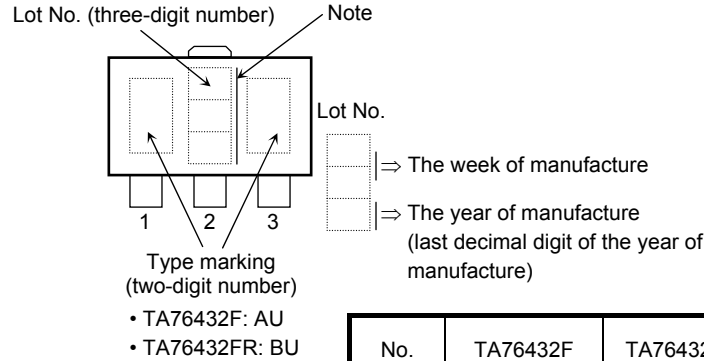 Lot No. (three-digit number)
Note
Lot No.
⇒ The week of manufacture
⇒ The year of manufacture
(last decimal digit of the year of
manufacture)
1 2 3
Type marking
(two-digit number)
• TA76432F: AU
• TA76432FR: BU
No. TA76432F TA76432